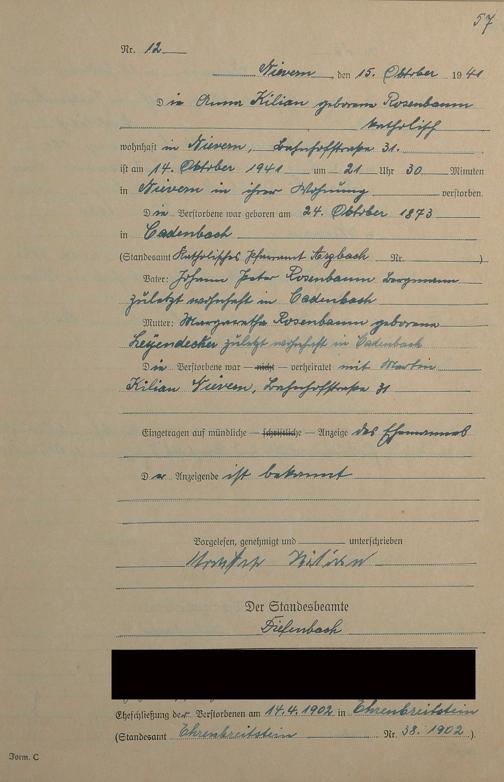 57
Nr. 12
Nievern, den 15. Oktober 1941
Die Anna Kilian geborene Rosenbaum
katholisch
wohnhaft in Nievern, Bahnhofstraße 31.
ist am 14. Oktober 1941 um 21 Uhr 30 Minuten
in Nievern in ihrer Wohnung verstorben.
Die Verstorbene war geboren am 24. Oktober 1873
in Cadenbach
(Standesamt Katholisches Pfarramt Arzbach Nr. )
Vater: Johann Peter Rosenbaum Bergmann
zuletzt wohnhaft in Cadenbach
Mutter: Margaretha Rosenbaum geborene
Leyendecker zuletzt wohnhaft in Cadenbach
Die Verstorbene war — nicht — verheiratet mit Martin
Kilian Nievern, Bahnhofstraße 31
Eingetragen auf mündliche — schriftliche — Anzeige des Ehemannes
Der Anzeigende ist bekannt
Vorgelesen, genehmigt und unterschrieben
Kilian
Der Standesbeamte
Diefenbach
Eheschließung der Verstorbenen am 14.4.1902 in Ehrenbreitstein
(Standesamt Ehrenbreitstein Nr. 38. 1902).
Form. C